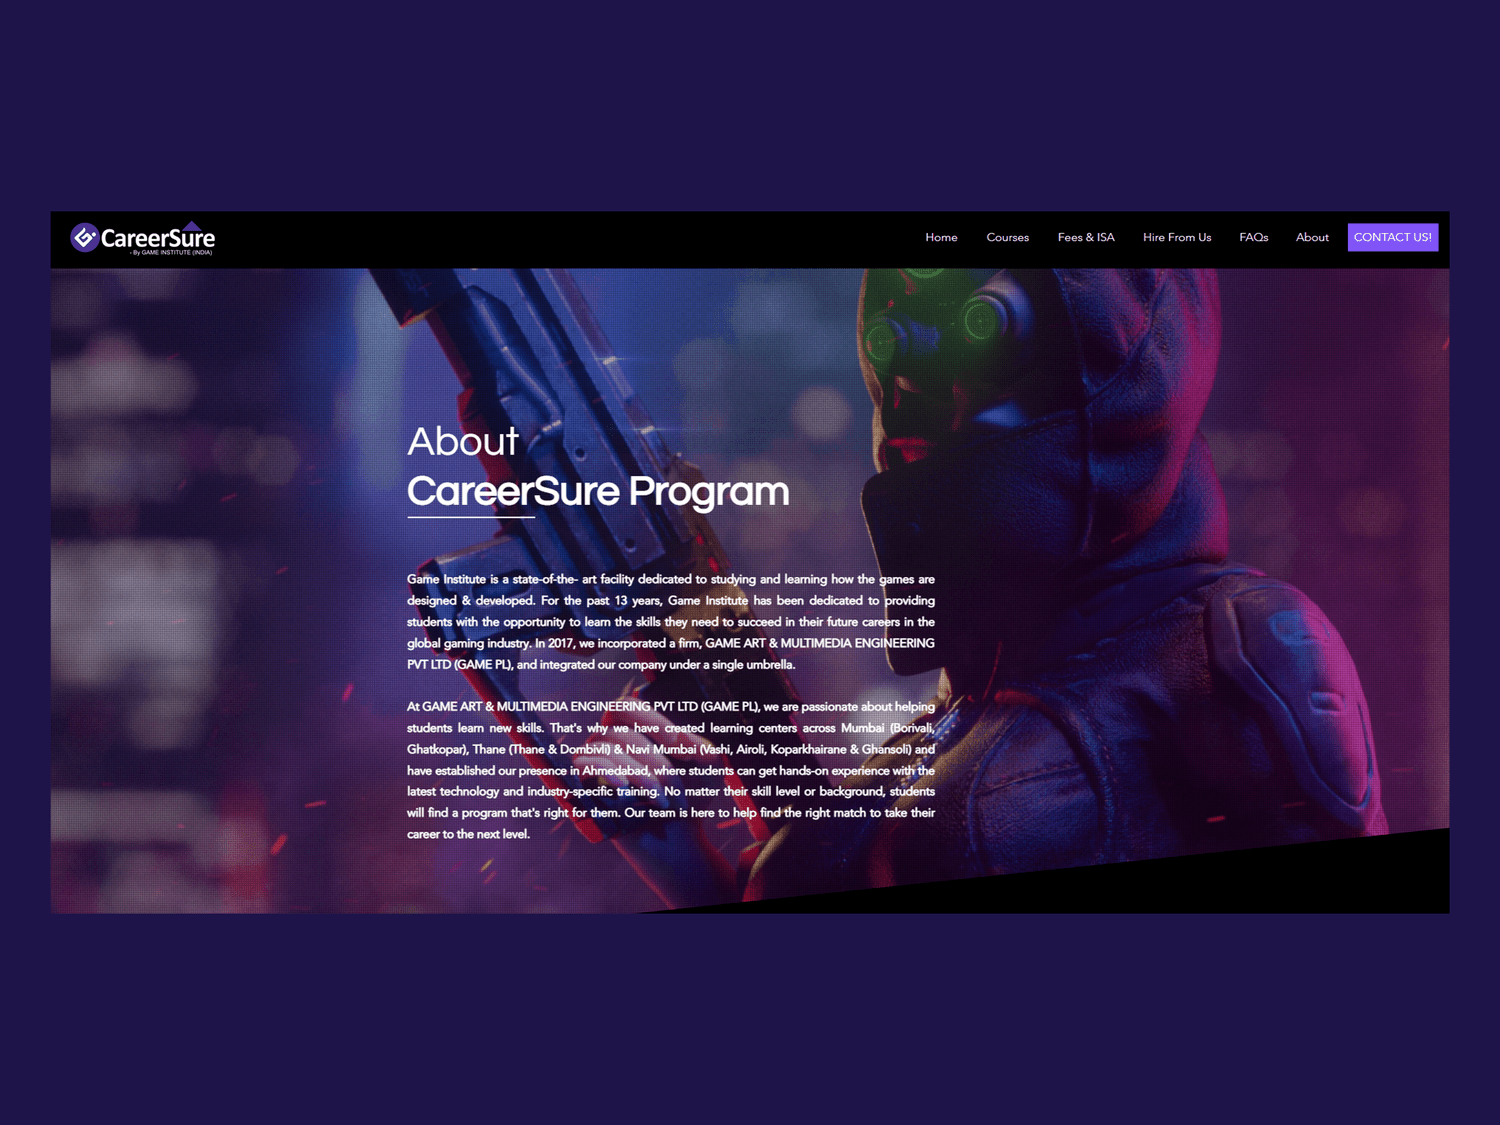 CareerSure
- By GAME INSTITUTE (INDIA)
Home Courses Fees & ISA Hire From Us FAQs About CONTACT US!
About
CareerSure Program
Game Institute is a state-of-the- art facility dedicated to studying and learning how the games are
designed & developed. For the past 13 years, Game Institute has been dedicated to providing
students with the opportunity to learn the skills they need to succeed in their future careers in the
global gaming industry. In 2017, we incorporated a firm, GAME ART & MULTIMEDIA ENGINEERING
PVT LTD (GAME PL), and integrated our company under a single umbrella.
At GAME ART & MULTIMEDIA ENGINEERING PVT LTD (GAME PL), we are passionate about helping
students learn new skills. That's why we have created learning centers across Mumbai (Borivali,
Ghatkopar), Thane (Thane & Dombivli) & Navi Mumbai (Vashi, Airoli, Koparkhairane & Ghansoli) and
have established our presence in Ahmedabad, where students can get hands-on experience with the
latest technology and industry-specific training. No matter their skill level or background, students
will find a program that's right for them. Our team is here to help find the right match to take their
career to the next level.